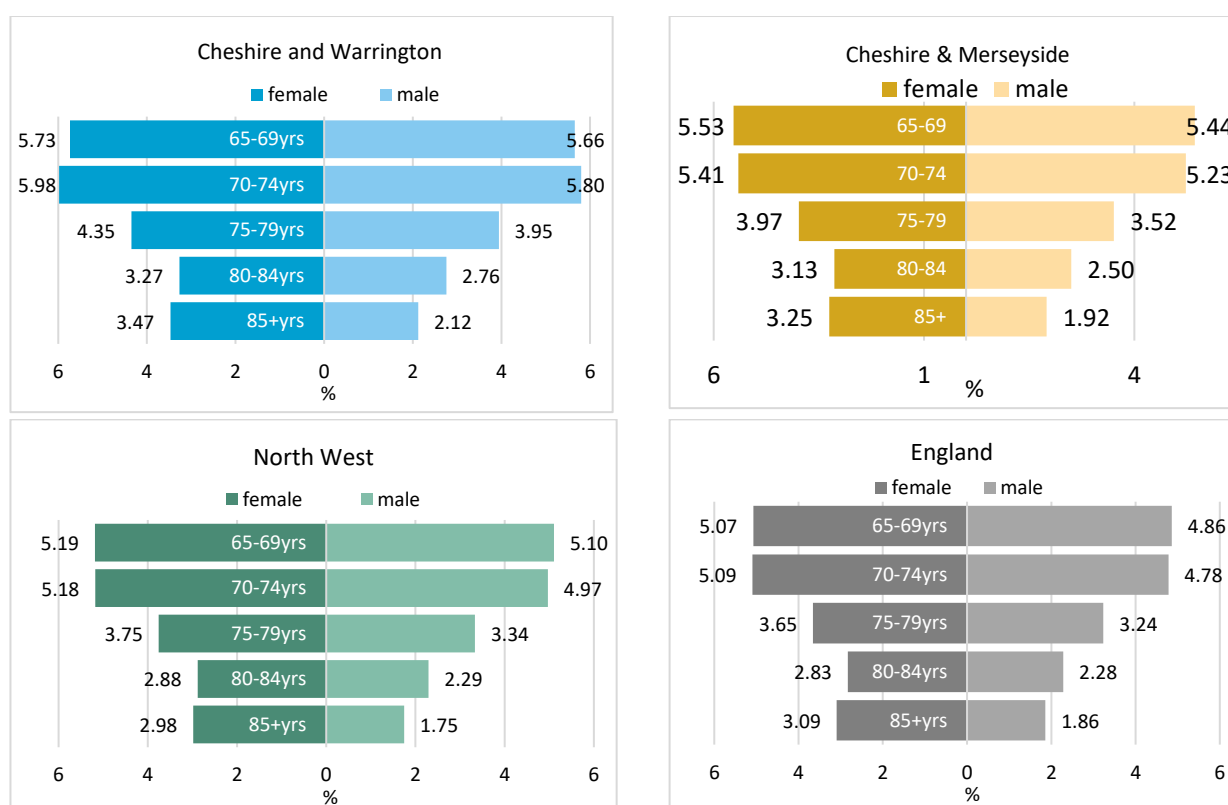 Cheshire and Warrington
female male
5.73 65-69yrs 5.66
5.98 70-74yrs 5.80
4.35 75-79yrs 3.95
3.27 80-84yrs 2.76
3.47 85+yrs 2.12
6 4 2 0 2 4 6
%
Cheshire & Merseyside
female male
5.53 65-69 5.44
5.41 70-74 5.23
3.97 75-79 3.52
3.13 80-84 2.50
3.25 85+ 1.92
6 1 4
%
North West
female male
5.19 65-69yrs 5.10
5.18 70-74yrs 4.97
3.75 75-79yrs 3.34
2.88 80-84yrs 2.29
2.98 85+yrs 1.75
6 4 2 0 2 4 6
%
England
female male
5.07 65-69yrs 4.86
5.09 70-74yrs 4.78
3.65 75-79yrs 3.24
2.83 80-84yrs 2.28
3.09 85+yrs 1.86
6 4 2 0 2 4 6
%